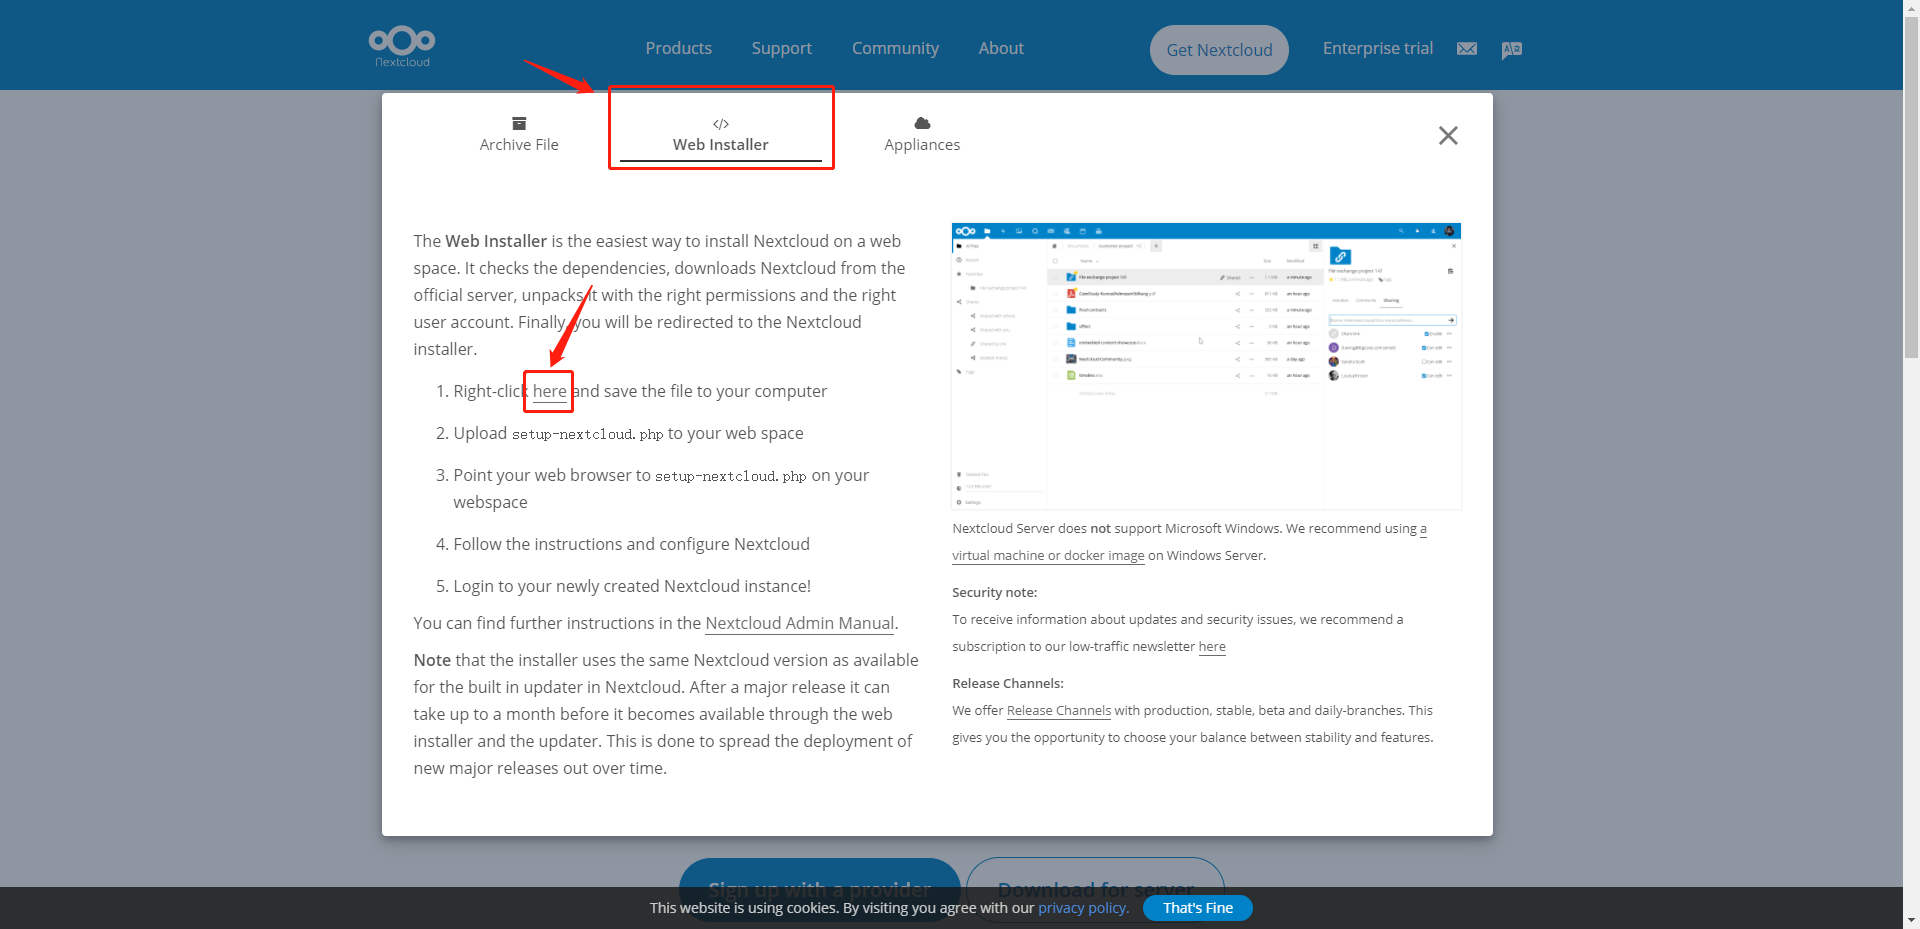 nextcloud
Products
Support
Community
About
Get Nextcloud
Enterprise trial
Archive File
Web Installer
Appliances
The Web Installer is the easiest way to install Nextcloud on a web
space. It checks the dependencies, downloads Nextcloud from the
official server, unpacks it with the right permissions and the right
user account. Finally, you will be redirected to the Nextcloud
installer.
1. Right-click here and save the file to your computer
2. Upload setup-nextcloud.php to your web space
3. Point your web browser to setup-nextcloud.php on your
webspace
4. Follow the instructions and configure Nextcloud
5. Login to your newly created Nextcloud instance!
You can find further instructions in the Nextcloud Admin Manual.
Note that the installer uses the same Nextcloud version as available
for the built in updater in Nextcloud. After a major release it can
take up to a month before it becomes available through the web
installer and the updater. This is done to spread the deployment of
new major releases out over time.
Nextcloud Server does not support Microsoft Windows. We recommend using a
virtual machine or docker image on Windows Server.
Security note:
To receive information about updates and security issues, we recommend a
subscription to our low-traffic newsletter here
Release Channels:
We offer Release Channels with production, stable, beta and daily-branches. This
gives you the opportunity to choose your balance between stability and features.
Sign up with a provider
Download for server
This website is using cookies. By visiting you agree with our privacy policy.
That's Fine